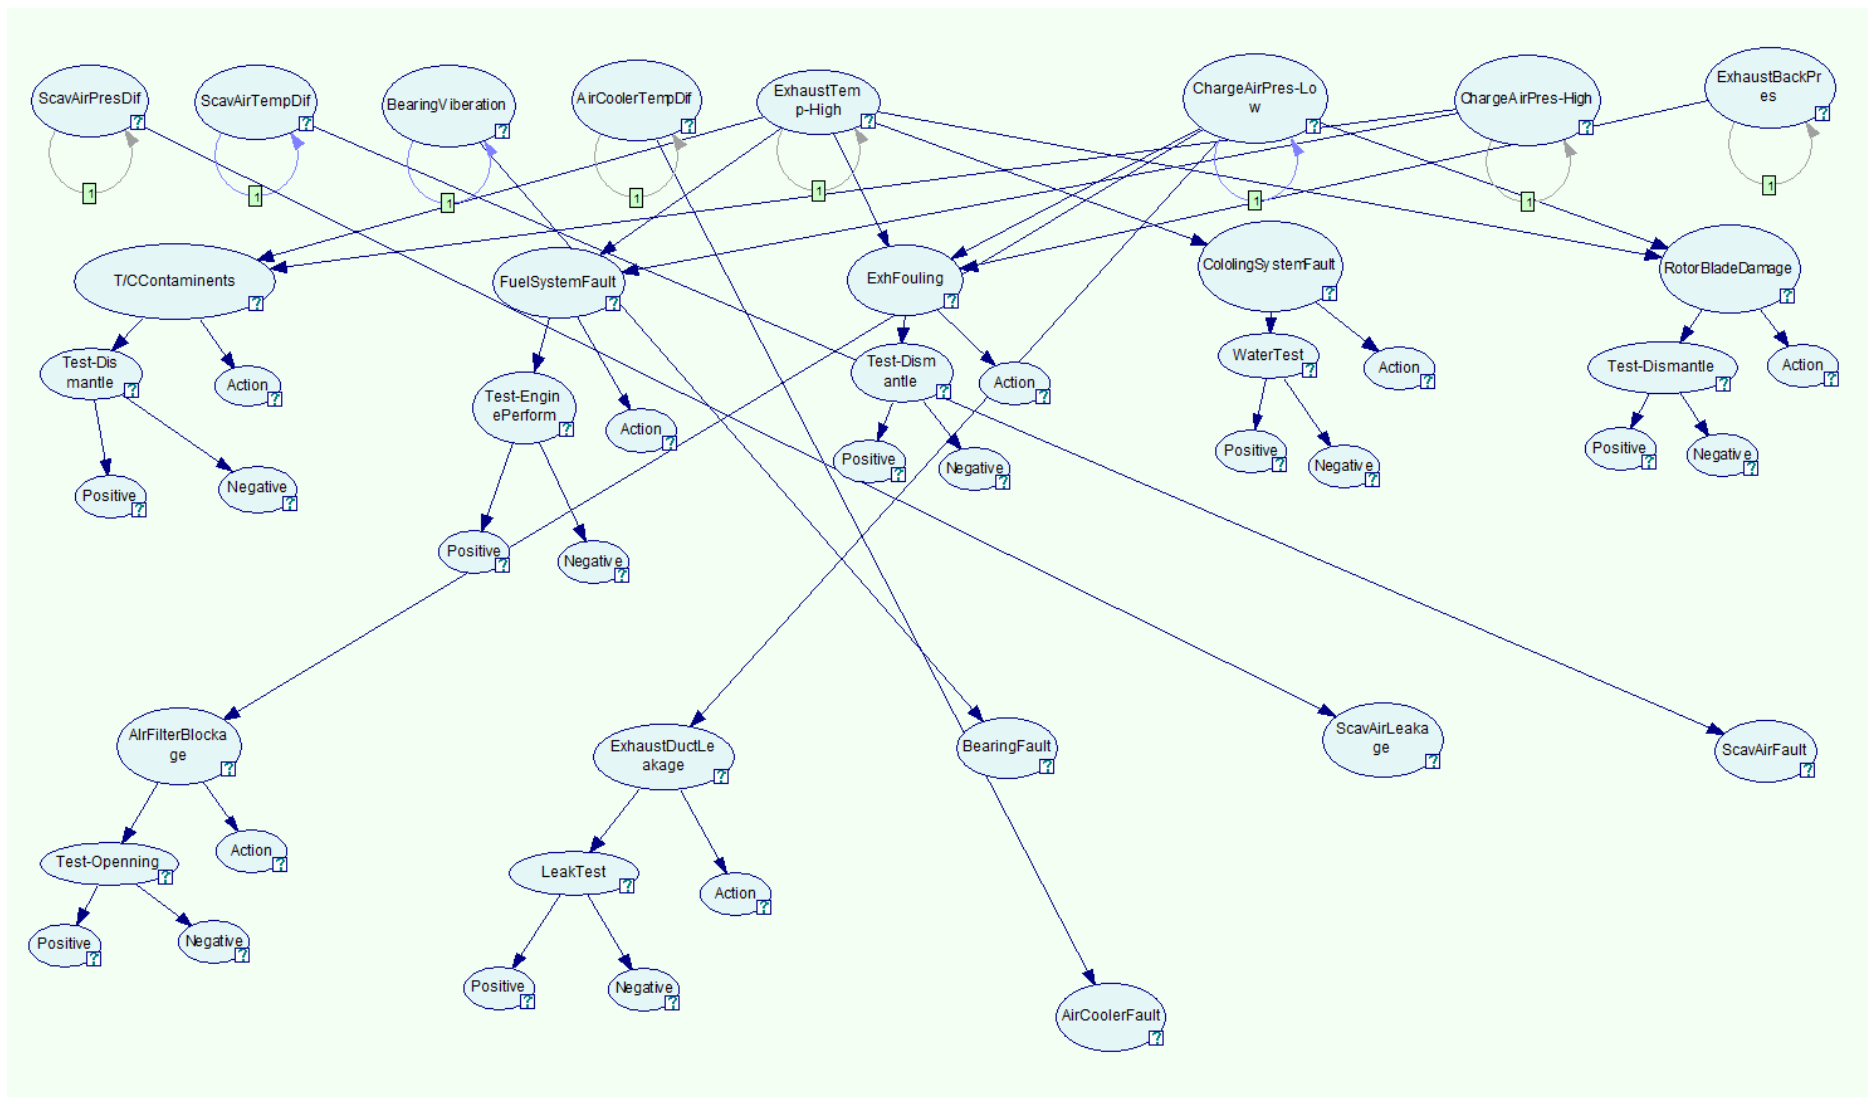 ScavAirPresDif
?
1
ScavAirTempDif
?
1
BearingViberation
?
1
AirCoolerTempDif
?
1
ExhaustTem
p-High
?
1
ChargeAirPres-Lo
w
?
1
ChargeAirPres-High
?
1
ExhaustBackPr
es
?
1
T/CContaminents
?
FuelSystemFault
?
ExhFouling
?
CololingSystemFault
?
RotorBladeDamage
?
Test-Dis
mantle
?
Action
?
Test-Engin
ePerform
?
Action
?
Test-Dism
antle
?
Action
?
WaterTest
?
Action
?
Test-Dismantle
?
Action
?
Positive
?
Negative
?
Positive
?
Negative
?
Positive
?
Negative
?
Positive
?
Negative
?
Positive
?
Negative
?
AIrFilterBlocka
ge
?
ExhaustDuctLe
akage
?
BearingFault
?
ScavAirLeaka
ge
?
ScavAirFault
?
Test-Openning
?
Action
?
LeakTest
?
Action
?
Positive
?
Negative
?
Positive
?
Negative
?
AirCoolerFault
?